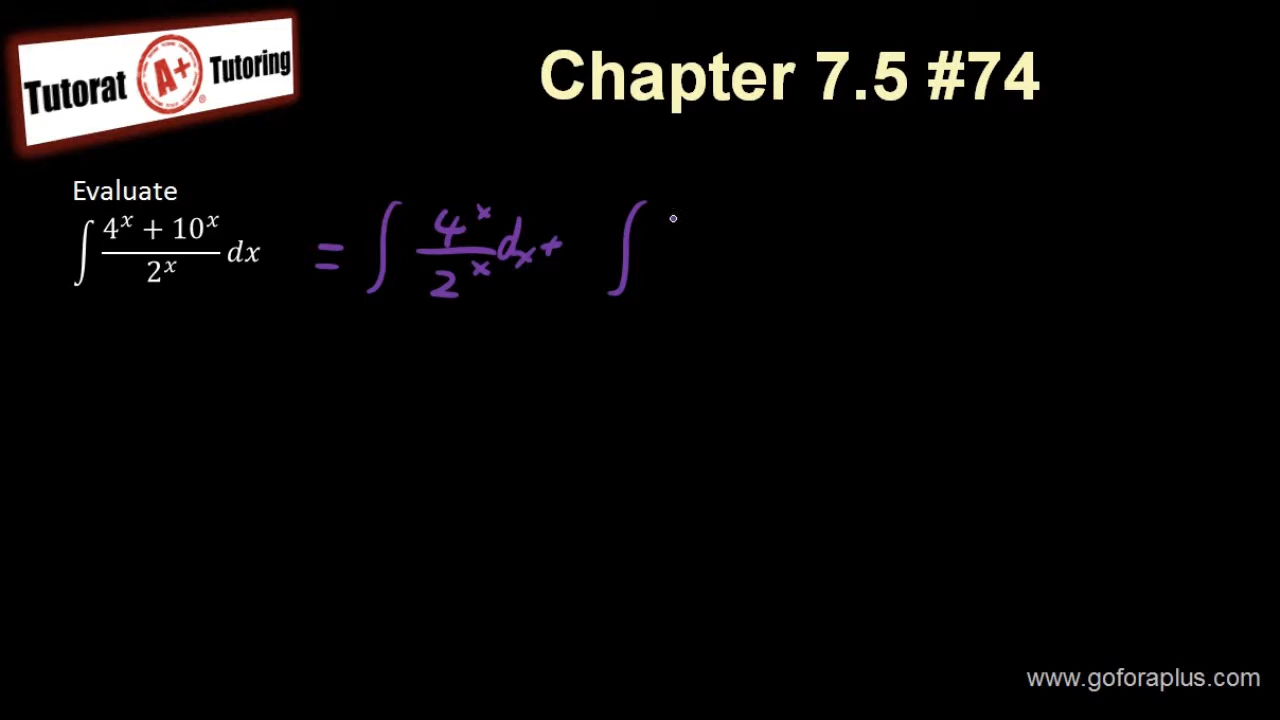 Tutorat A+ Tutoring
Chapter 7.5 #74
Evaluate
∫ (4^x + 10^x)/(2^x) dx = ∫ (4^x)/(2^x) dx + ∫
www.goforaplus.com